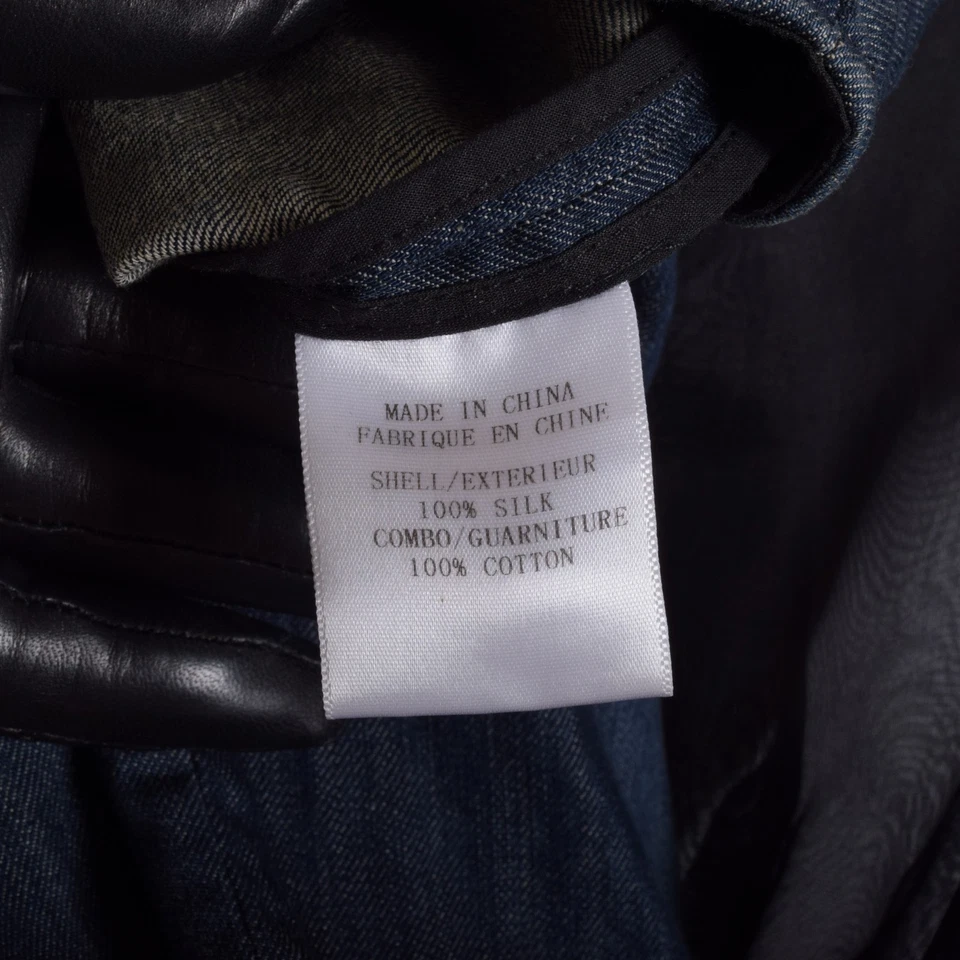 MADE IN CHINA
FABRIQUE EN CHINE
SHELL/EXTERIEUR
100% SILK
COMBO/GUARNITURE
100% COTTON